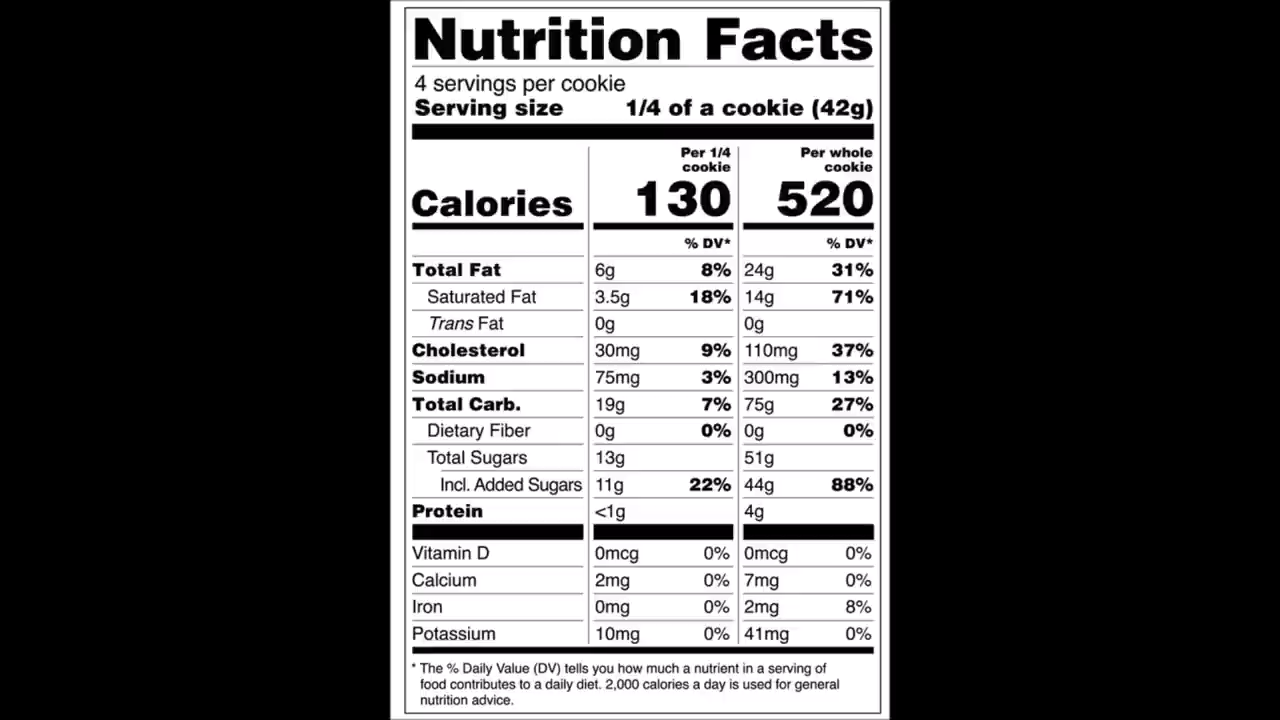 Nutrition Facts
4 servings per cookie
Serving size 1/4 of a cookie (42g)
Per 1/4 cookie Per whole cookie
Calories 130 520
% DV* % DV*
Total Fat 6g 8% 24g 31%
Saturated Fat 3.5g 18% 14g 71%
Trans Fat 0g 0g
Cholesterol 30mg 9% 110mg 37%
Sodium 75mg 3% 300mg 13%
Total Carb. 19g 7% 75g 27%
Dietary Fiber 0g 0% 0g 0%
Total Sugars 13g 51g
Incl. Added Sugars 11g 22% 44g 88%
Protein <1g 4g
Vitamin D 0mcg 0% 0mcg 0%
Calcium 2mg 0% 7mg 0%
Iron 0mg 0% 2mg 8%
Potassium 10mg 0% 41mg 0%
* The % Daily Value (DV) tells you how much a nutrient in a serving of
food contributes to a daily diet. 2,000 calories a day is used for general
nutrition advice.